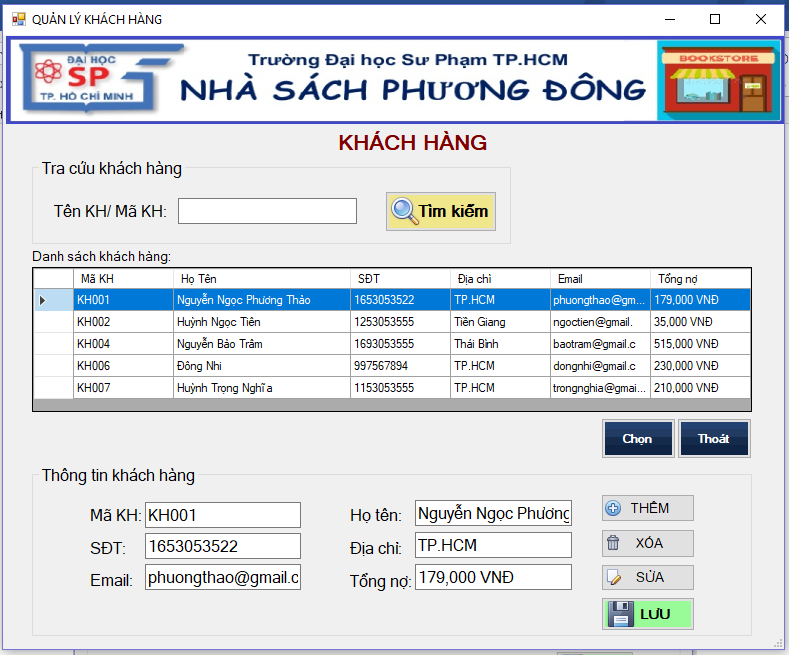 QUẢN LÝ KHÁCH HÀNG
ĐẠI HỌC
SP
TP. HỒ CHÍ MINH
Trường Đại học Sư Phạm TP.HCM
NHÀ SÁCH PHƯƠNG ĐÔNG
BOOKSTORE
KHÁCH HÀNG
Tra cứu khách hàng
Tên KH/ Mã KH:
Tìm kiếm
Danh sách khách hàng:
Mã KH Họ Tên SĐT Địa chỉ Email Tổng nợ
KH001 Nguyễn Ngọc Phương Thảo 1653053522 TP.HCM phuongthao@gm... 179,000 VNĐ
KH002 Huỳnh Ngọc Tiên 1253053555 Tiền Giang ngoctien@gmail. 35,000 VNĐ
KH004 Nguyễn Bảo Trâm 1693053555 Thái Bình baotram@gmail.c 515,000 VNĐ
KH006 Đông Nhi 997567894 TP.HCM dongnhi@gmail.c 230,000 VNĐ
KH007 Huỳnh Trọng Nghĩa 1153053555 TP.HCM trongnghia@gmai... 210,000 VNĐ
Chọn Thoát
Thông tin khách hàng
Mã KH: KH001 Họ tên: Nguyễn Ngọc Phương THÊM
SĐT: 1653053522 Địa chỉ: TP.HCM XÓA
Email: phuongthao@gmail.c Tổng nợ: 179,000 VNĐ SỬA
LƯU